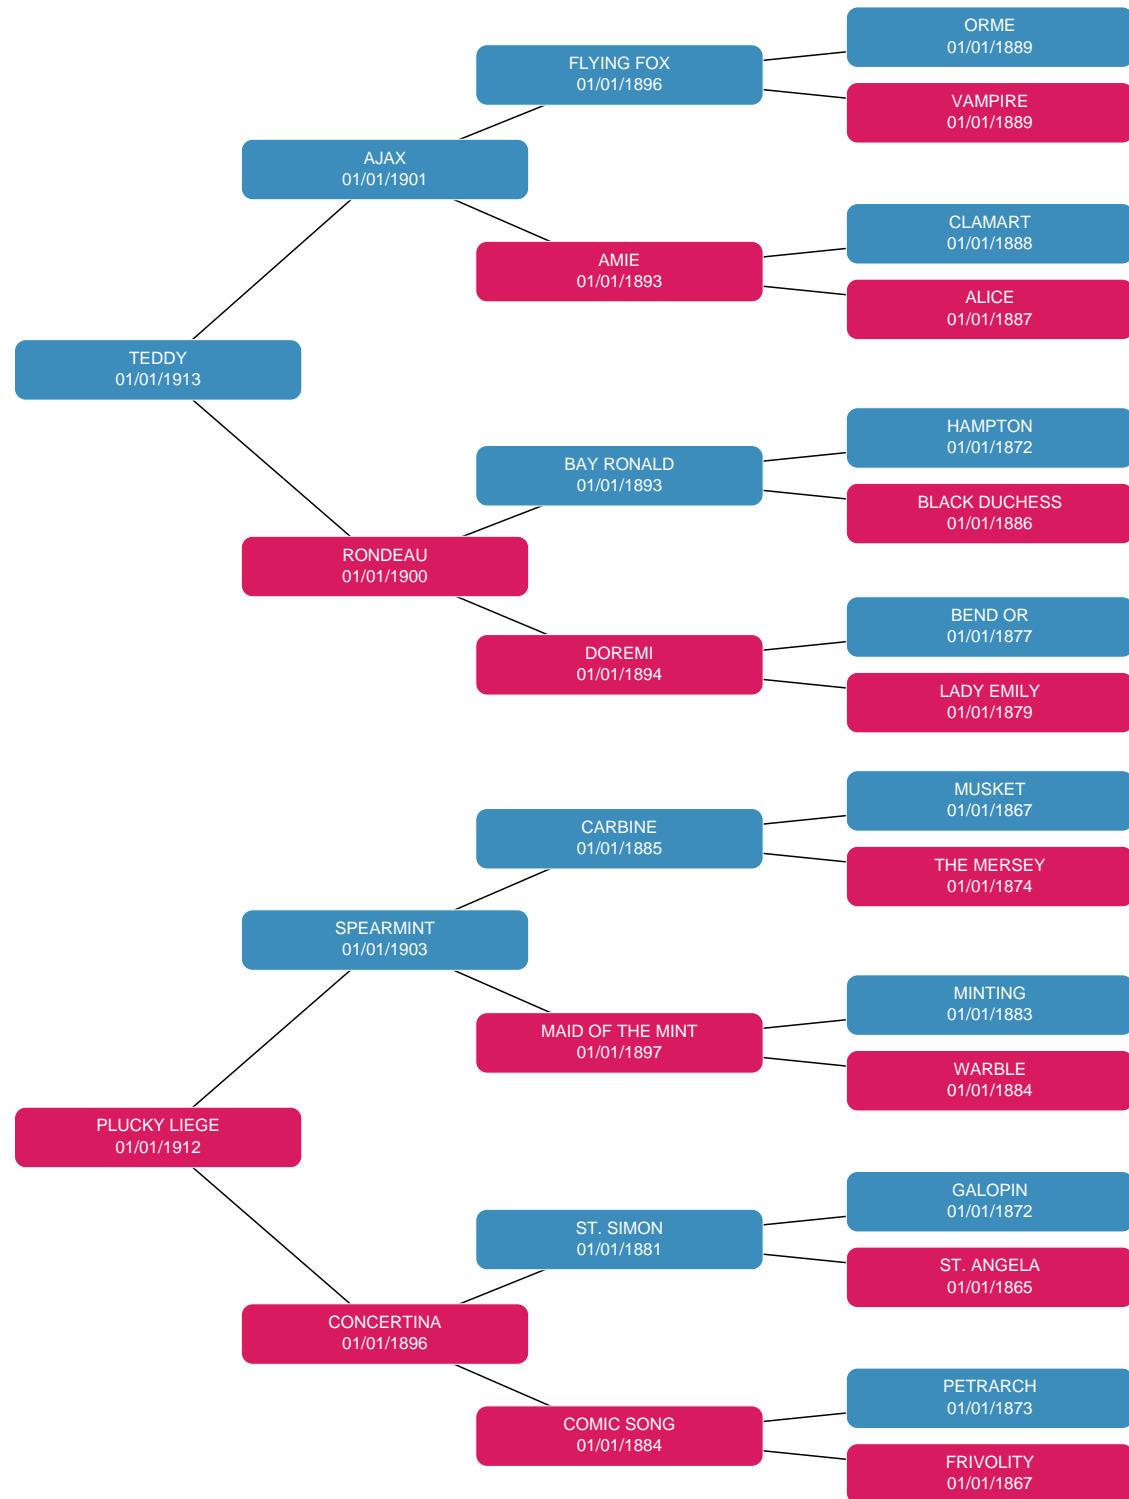 ORME
01/01/1889
FLYING FOX
01/01/1896
VAMPIRE
01/01/1889
AJAX
01/01/1901
CLAMART
01/01/1888
AMIE
01/01/1893
ALICE
01/01/1887
TEDDY
01/01/1913
HAMPTON
01/01/1872
BAY RONALD
01/01/1893
BLACK DUCHESS
01/01/1886
RONDEAU
01/01/1900
BEND OR
01/01/1877
DOREMI
01/01/1894
LADY EMILY
01/01/1879
MUSKET
01/01/1867
CARBINE
01/01/1885
THE MERSEY
01/01/1874
SPEARMINT
01/01/1903
MINTING
01/01/1883
MAID OF THE MINT
01/01/1897
WARBLE
01/01/1884
PLUCKY LIEGE
01/01/1912
GALOPIN
01/01/1872
ST. SIMON
01/01/1881
ST. ANGELA
01/01/1865
CONCERTINA
01/01/1896
PETRARCH
01/01/1873
COMIC SONG
01/01/1884
FRIVOLITY
01/01/1867